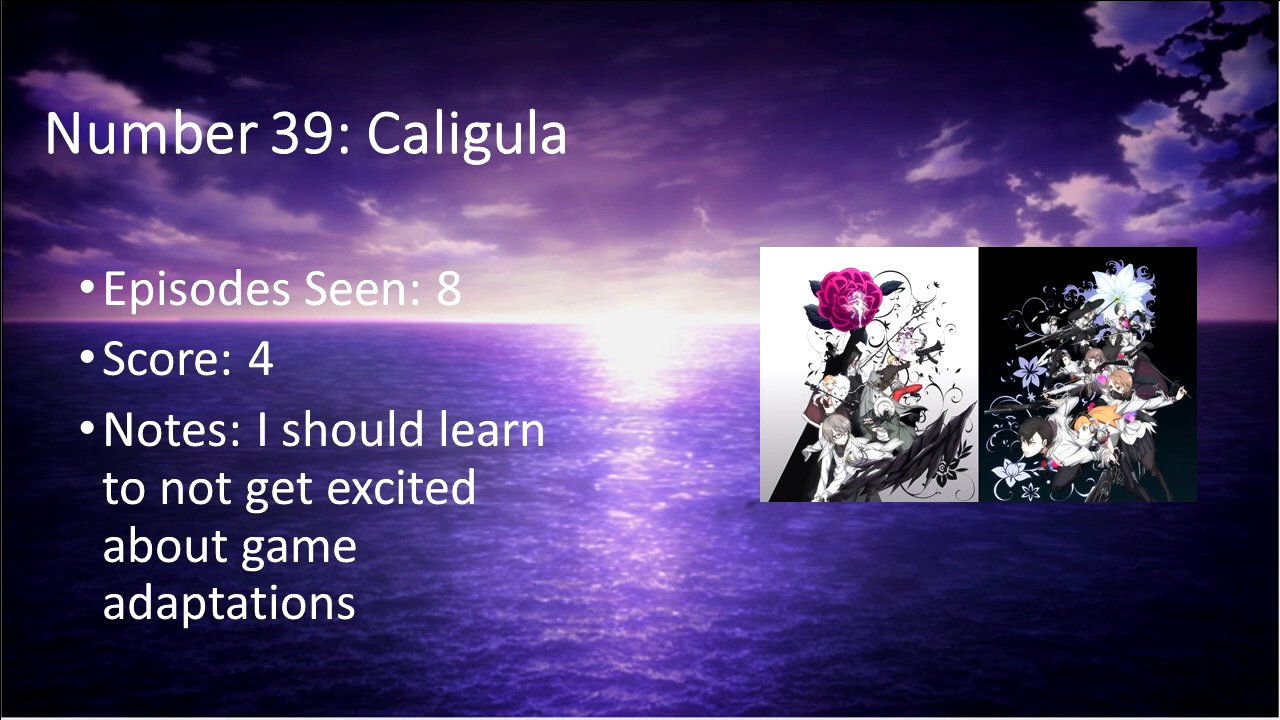 Number 39: Caligula
•Episodes Seen: 8
•Score: 4
•Notes: I should learn
to not get excited
about game
adaptations